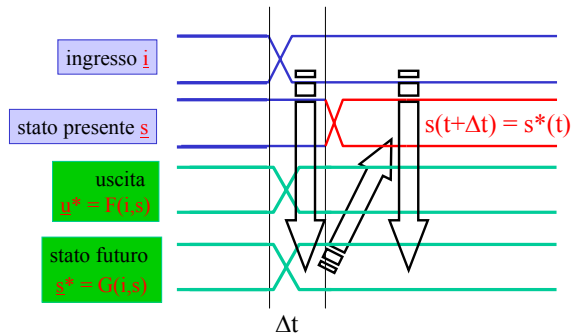 ingresso i
stato presente s
s(t+Δt) = s*(t)
uscita
u* = F(i,s)
stato futuro
s* = G(i,s)
Δt